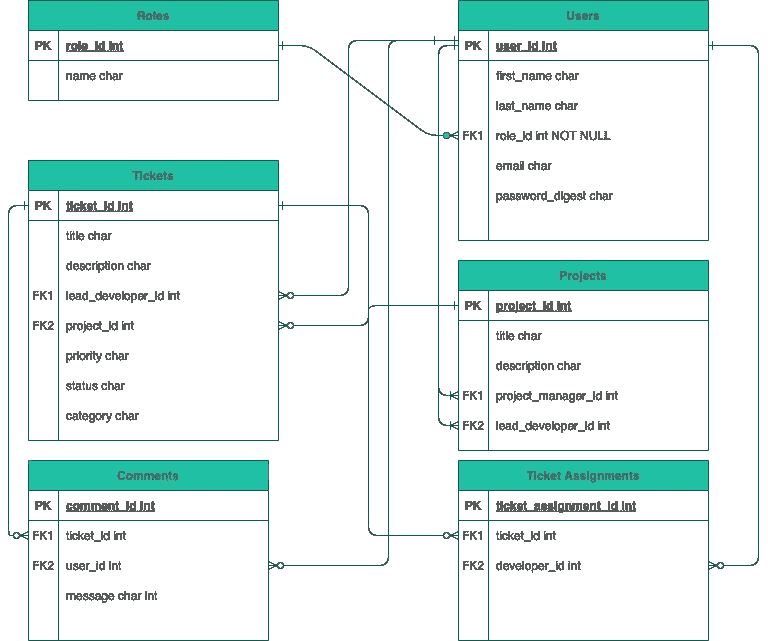 Roles
PK role_id int
name char
Users
PK user_id int
first_name char
last_name char
FK1 role_id int NOT NULL
email char
password_digest char
Tickets
PK ticket_id int
title char
description char
FK1 lead_developer_id int
FK2 project_id int
priority char
status char
category char
Projects
PK project_id int
title char
description char
FK1 project_manager_id int
FK2 lead_developer_id int
Comments
PK comment_id int
FK1 ticket_id int
FK2 user_id int
message char int
Ticket Assignments
PK ticket_assignment_id int
FK1 ticket_id int
FK2 developer_id int